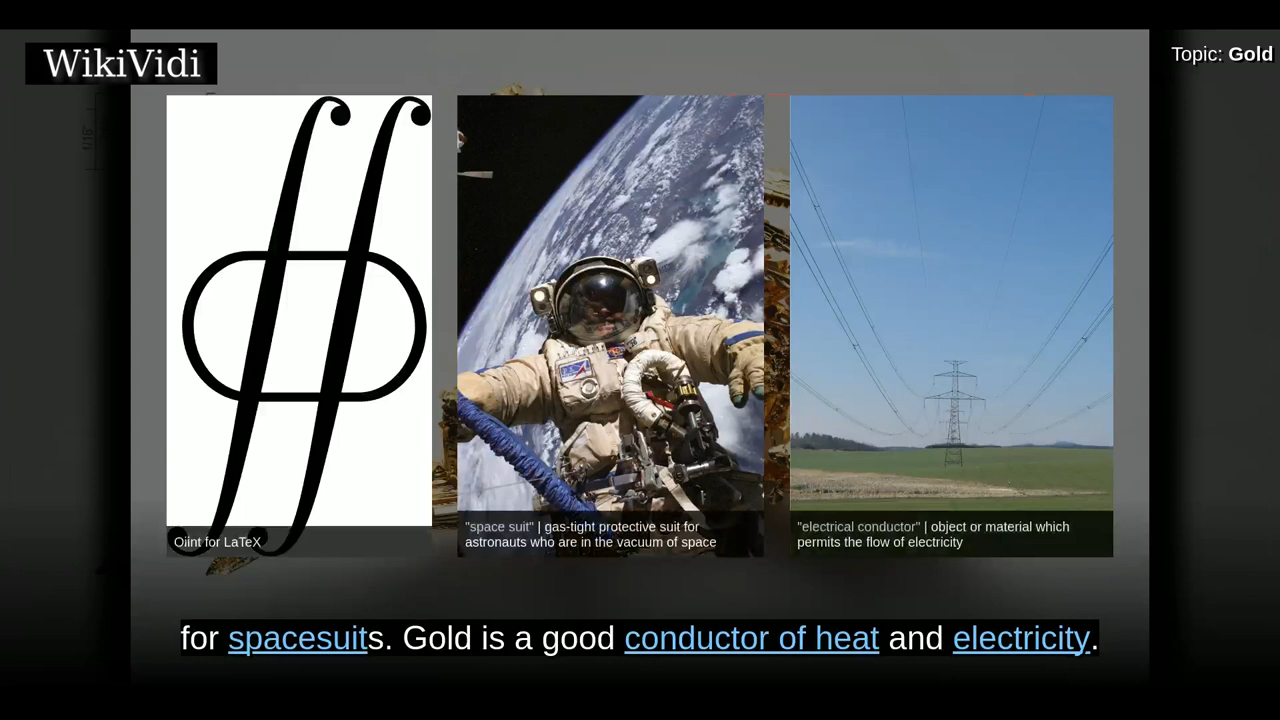 WikiVidi
Topic: Gold
Oiint for LaTeX
"space suit" | gas-tight protective suit for
astronauts who are in the vacuum of space
"electrical conductor" | object or material which
permits the flow of electricity
for spacesuits. Gold is a good conductor of heat and electricity.